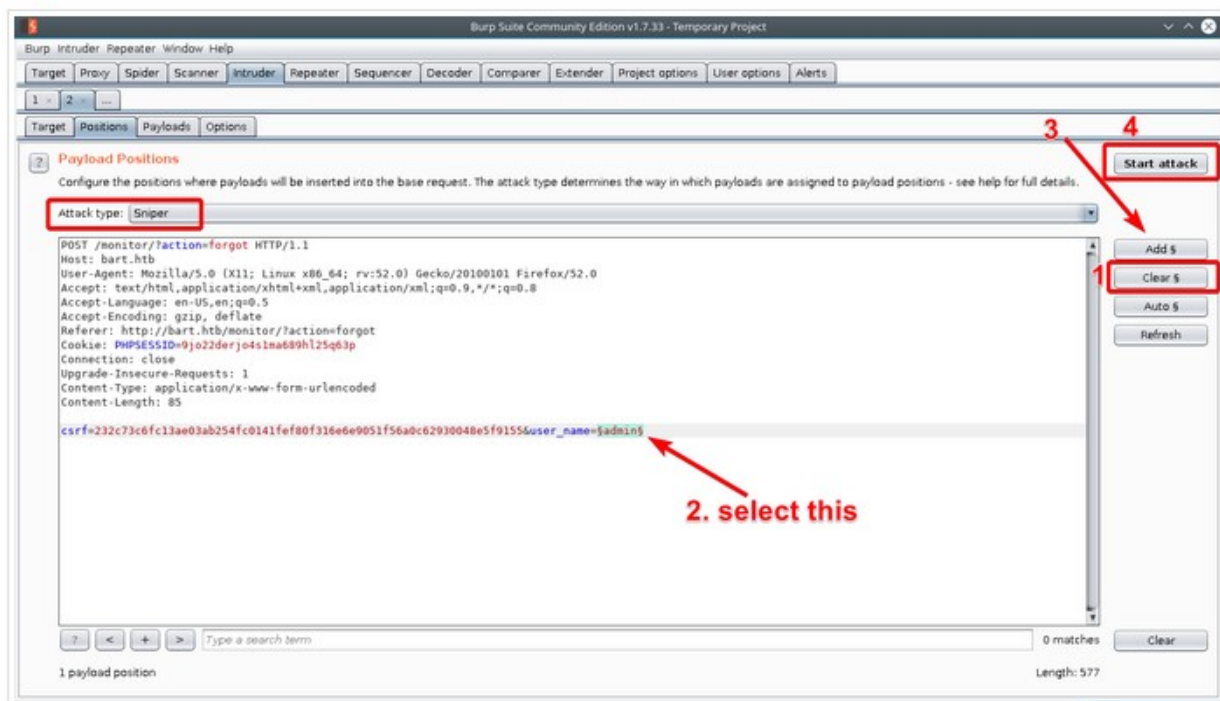 Burp Suite Community Edition v1.7.33 - Temporary Project
Burp Intruder Repeater Window Help
Target Proxy Spider Scanner Intruder Repeater Sequencer Decoder Comparer Extender Project options User options Alerts
1 × 2 × ...
Target Positions Payloads Options
3 4
? Payload Positions
Start attack
Configure the positions where payloads will be inserted into the base request. The attack type determines the way in which payloads are assigned to payload positions - see help for full details.
Attack type: Sniper
POST /monitor/?action=forgot HTTP/1.1
Host: bart.htb
User-Agent: Mozilla/5.0 (X11; Linux x86_64; rv:52.0) Gecko/20100101 Firefox/52.0
Accept: text/html,application/xhtml+xml,application/xml;q=0.9,*/*;q=0.8
Accept-Language: en-US,en;q=0.5
Accept-Encoding: gzip, deflate
Referer: http://bart.htb/monitor/?action=forgot
Cookie: PHPSESSID=9jo22derjo4s1ma689hl25q63p
Connection: close
Upgrade-Insecure-Requests: 1
Content-Type: application/x-www-form-urlencoded
Content-Length: 85
csrf=232c73c6fc13ae03ab254fc0141fef80f316e6e9051f56a0c62930048e5f9155&user_name=§admin§
Add §
1 Clear §
Auto §
Refresh
2. select this
? < + > Type a search term
0 matches
Clear
1 payload position
Length: 577